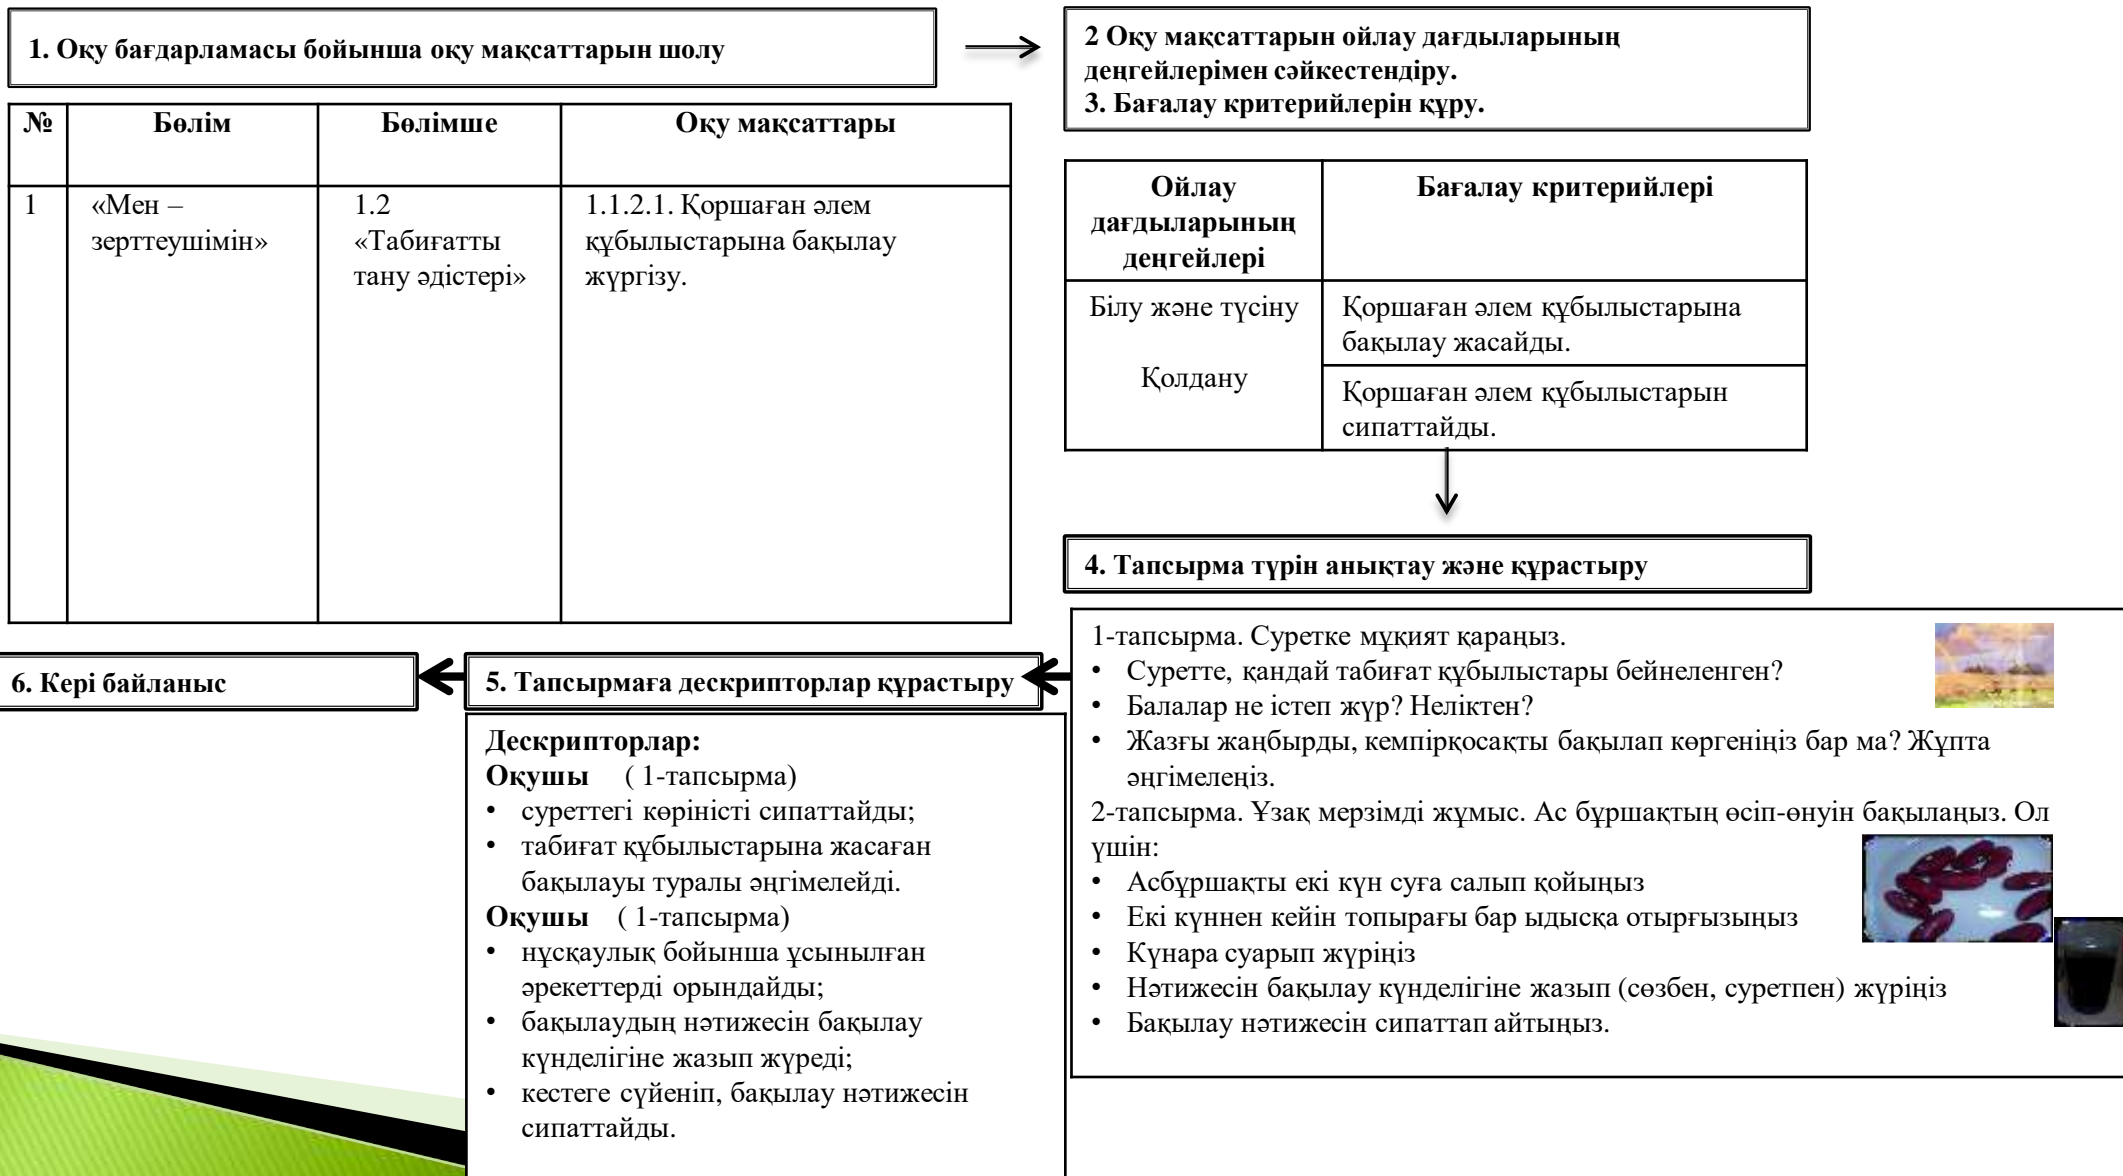 1. Оқу бағдарламасы бойынша оқу мақсаттарын шолу
№ Бөлім Бөлімше Оқу мақсаттары
1 «Мен – 1.2 1.1.2.1. Қоршаған әлем
зерттеушімін» «Табиғатты құбылыстарына бақылау
тану әдістері» жүргізу.
2 Оқу мақсаттарын ойлау дағдыларының
деңгейлерімен сәйкестендіру.
3. Бағалау критерийлерін құру.
Ойлау Бағалау критерийлері
дағдыларының
деңгейлері
Білу және түсіну Қоршаған әлем құбылыстарына
бақылау жасайды.
Қолдану Қоршаған әлем құбылыстарын
сипаттайды.
4. Тапсырма түрін анықтау және құрастыру
1-тапсырма. Суретке мұқият қараңыз.
• Суретте, қандай табиғат құбылыстары бейнеленген?
• Балалар не істеп жүр? Неліктен?
• Жазғы жаңбырды, кемпірқосақты бақылап көргеніңіз бар ма? Жұпта
әңгімелеңіз.
2-тапсырма. Ұзақ мерзімді жұмыс. Ас бұршақтың өсіп-өнуін бақылаңыз. Ол
үшін:
• Асбұршақты екі күн суға салып қойыңыз
• Екі күннен кейін топырағы бар ыдысқа отырғызыңыз
• Күнара суарып жүріңіз
• Нәтижесін бақылау күнделігіне жазып (сөзбен, суретпен) жүріңіз
• Бақылау нәтижесін сипаттап айтыңыз.
5. Тапсырмаға дескрипторлар құрастыру
Дескрипторлар:
Оқушы ( 1-тапсырма)
• суреттегі көріністі сипаттайды;
• табиғат құбылыстарына жасаған
бақылауы туралы әңгімелейді.
Оқушы ( 1-тапсырма)
• нұсқаулық бойынша ұсынылған
әрекеттерді орындайды;
• бақылаудың нәтижесін бақылау
күнделігіне жазып жүреді;
• кестеге сүйеніп, бақылау нәтижесін
сипаттайды.
6. Кері байланыс